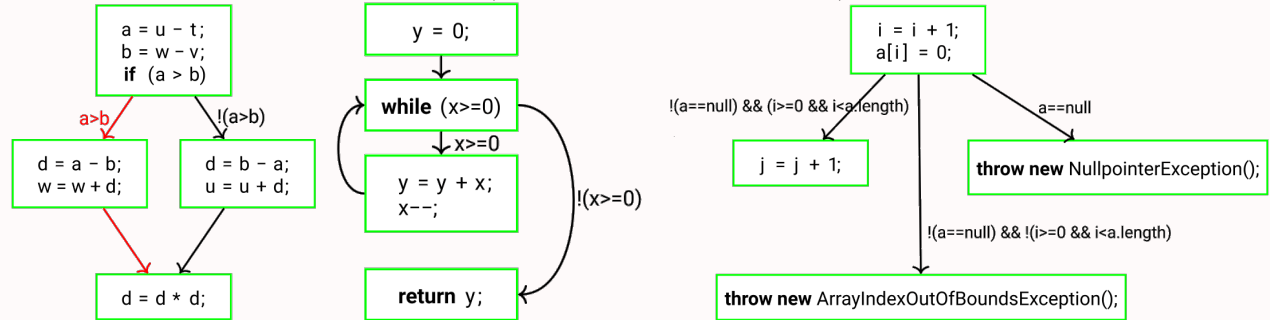 a = u - t;
b = w - v;
if (a > b)
a>b
!(a>b)
d = a - b;
w = w + d;
d = b - a;
u = u + d;
d = d * d;
y = 0;
while (x>=0)
x>=0
y = y + x;
x--;
!(x>=0)
return y;
i = i + 1;
a[i] = 0;
!(a==null) && (i>=0 && i<a.length)
a==null
j = j + 1;
throw new NullpointerException();
!(a==null) && !(i>=0 && i<a.length)
throw new ArrayIndexOutOfBoundsException();